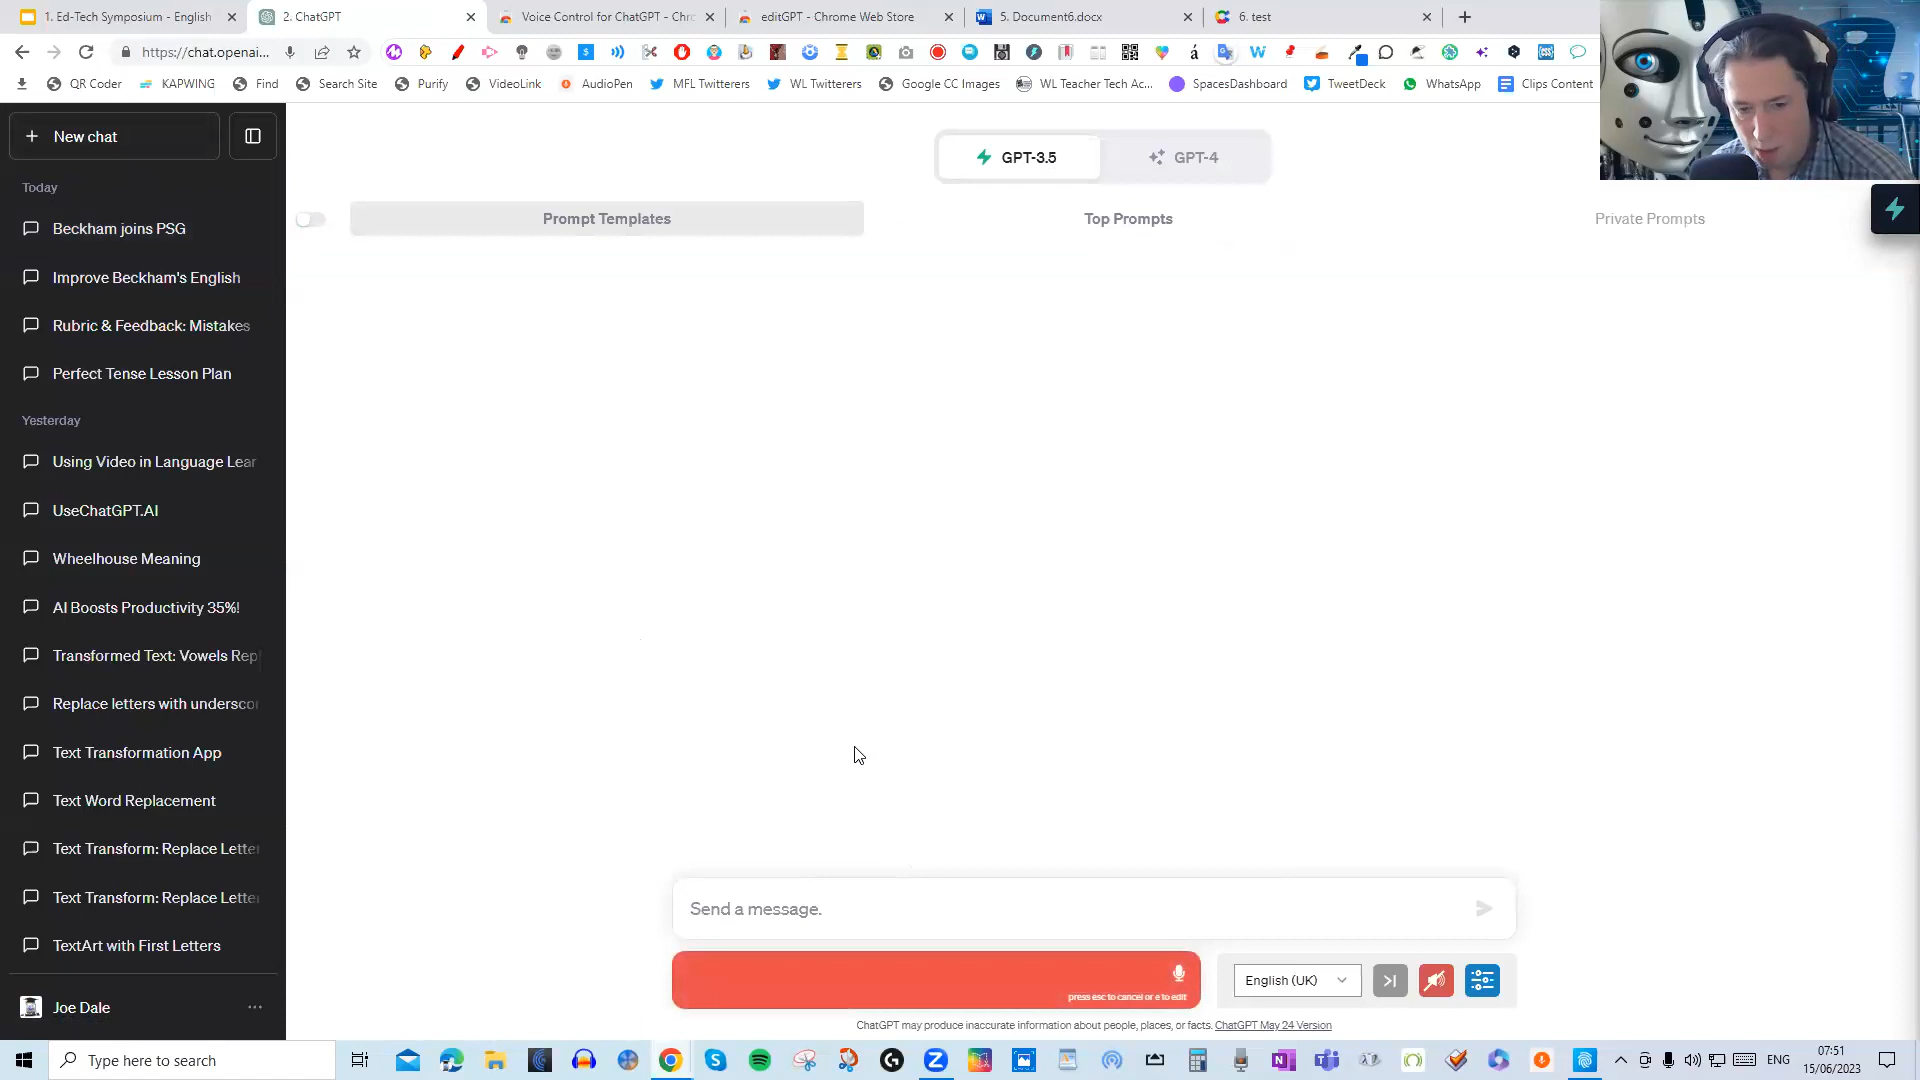 1. Ed-Tech Symposium - English
2. ChatGPT
Voice Control for ChatGPT - Chro
editGPT - Chrome Web Store
5. Document6.docx
6. test
https://chat.openai...
QR Coder
KAPWING
Find
Search Site
Purify
VideoLink
AudioPen
MFL Twitterers
WL Twitterers
Google CC Images
WL Teacher Tech Ac...
SpacesDashboard
TweetDeck
WhatsApp
Clips Content
New chat
GPT-3.5
GPT-4
Prompt Templates
Top Prompts
Private Prompts
Today
Beckham joins PSG
Improve Beckham's English
Rubric & Feedback: Mistakes
Perfect Tense Lesson Plan
Yesterday
Using Video in Language Lear
UseChatGPT.AI
Wheelhouse Meaning
AI Boosts Productivity 35%!
Transformed Text: Vowels Rep
Replace letters with undersco
Text Transformation App
Text Word Replacement
Text Transform: Replace Lette
Text Transform: Replace Lette
TextArt with First Letters
Joe Dale
Send a message.
press esc to cancel or e to edit
English (UK)
ChatGPT may produce inaccurate information about people, places, or facts. ChatGPT May 24 Version
Type here to search
ENG
07:51
15/06/2023